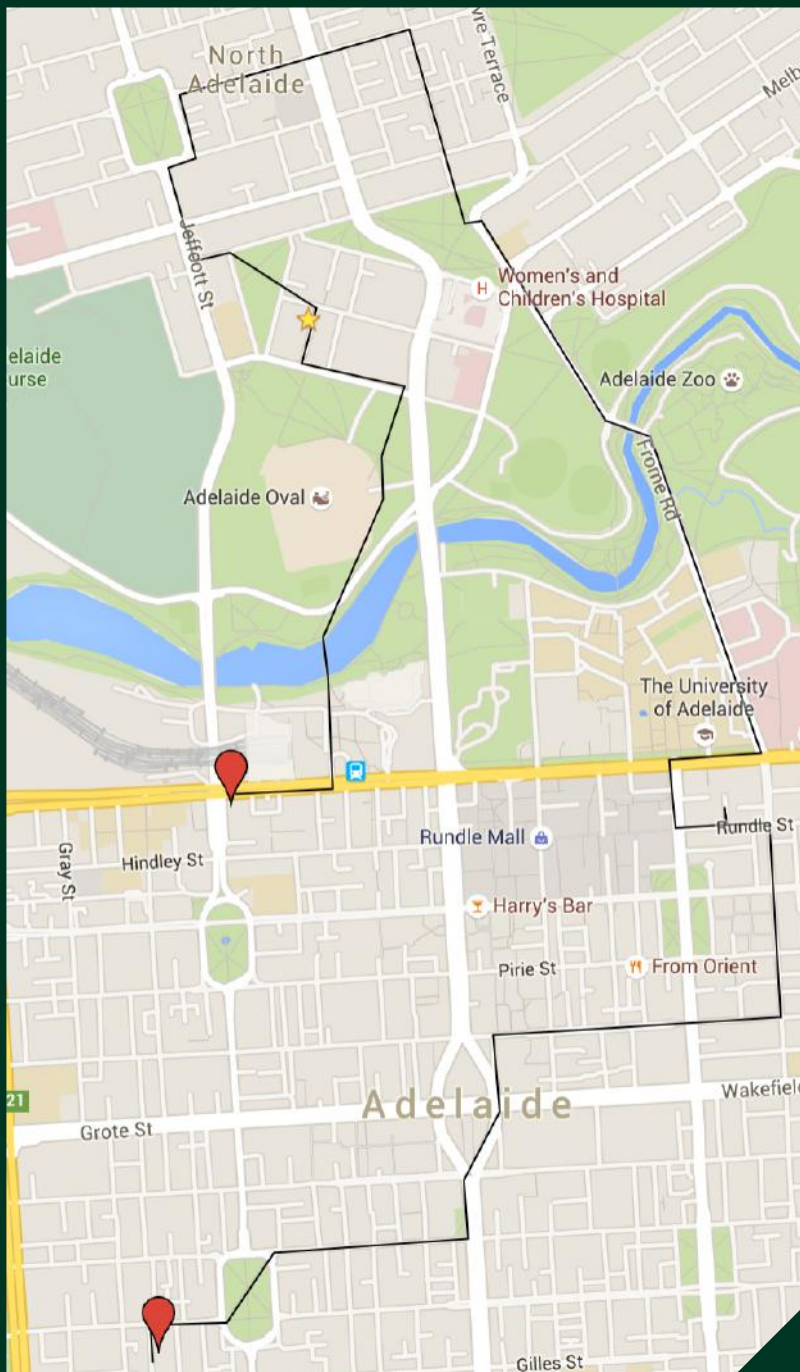 North
Adelaide
vre Terrace
Melb
Jeffcott St
Women's and
Children's Hospital
H
elaide
urse
Adelaide Zoo
Frome Rd
Adelaide Oval
The University
of Adelaide
Rundle Mall
Rundle St
Hindley St
Gray St
Harry's Bar
Pirie St
From Orient
21
Adelaide
Wakefield
Grote St
Gilles St